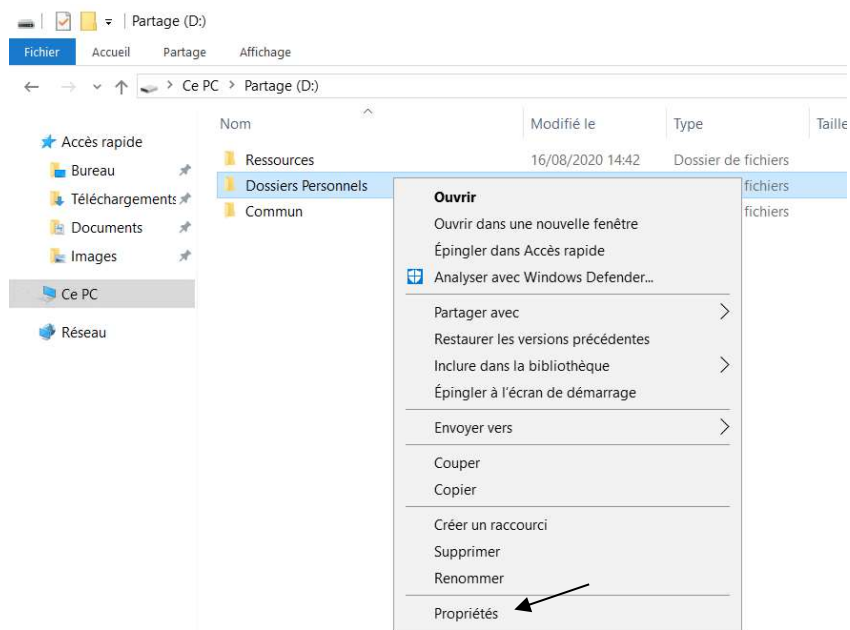 Partage (D:)
Fichier Accueil Partage Affichage
Ce PC > Partage (D:)
Nom Modifié le Type Taille
Accès rapide
Bureau
Téléchargements
Documents
Images
Ce PC
Réseau
Ressources 16/08/2020 14:42 Dossier de fichiers
Dossiers Personnels fichiers
Commun fichiers
Ouvrir
Ouvrir dans une nouvelle fenêtre
Épingler dans Accès rapide
Analyser avec Windows Defender...
Partager avec
Restaurer les versions précédentes
Inclure dans la bibliothèque
Épingler à l'écran de démarrage
Envoyer vers
Couper
Copier
Créer un raccourci
Supprimer
Renommer
Propriétés